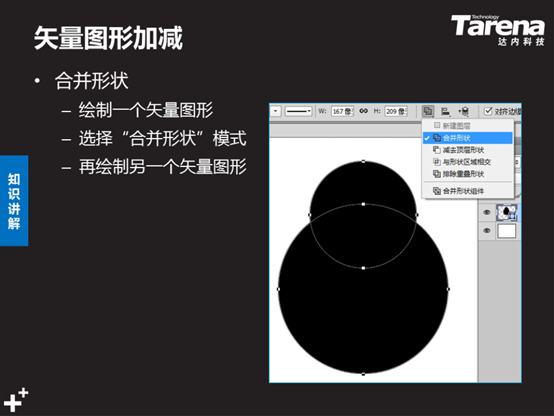 矢量图形加减
Technology
Tarena
达内科技
• 合并形状
– 绘制一个矢量图形
– 选择“合并形状”模式
– 再绘制另一个矢量图形
知识讲解
W: 167 像 H: 209 像 对齐边缘
新建图层
合并形状
减去顶层形状
与形状区域相交
排除重叠形状
合并形状组件